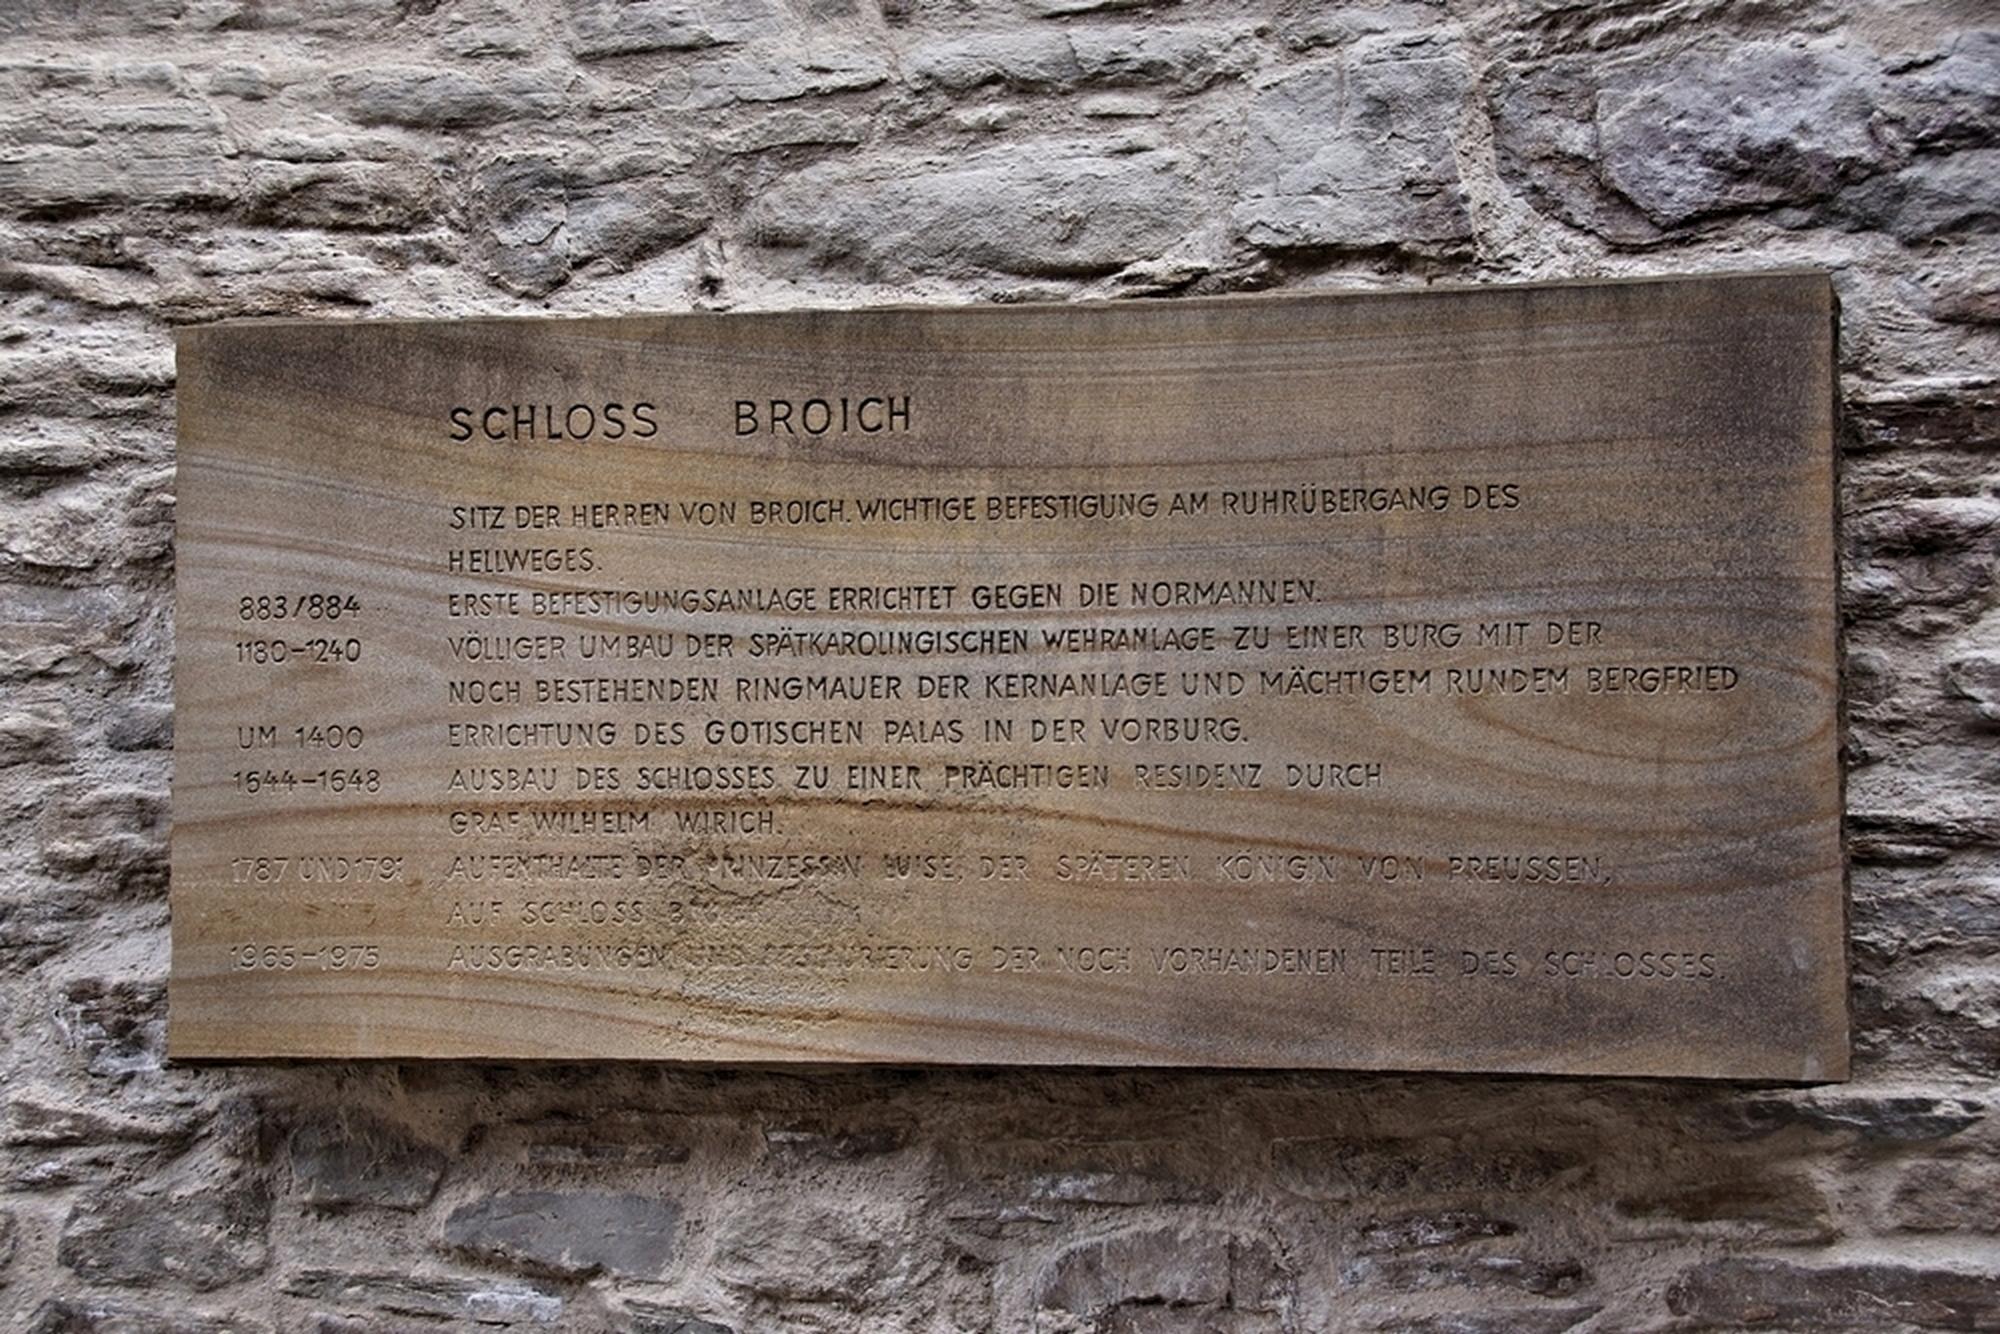 SCHLOSS BROICH
SITZ DER HERREN VON BROICH. WICHTIGE BEFESTIGUNG AM RUHRÜBERGANG DES
HELLWEGES.
883/884 ERSTE BEFESTIGUNGSANLAGE ERRICHTET GEGEN DIE NORMANNEN.
1180-1240 VÖLLIGER UMBAU DER SPÄTKAROLINGISCHEN WEHRANLAGE ZU EINER BURG MIT DER
NOCH BESTEHENDEN RINGMAUER DER KERNANLAGE UND MÄCHTIGEM RUNDEM BERGFRIED
UM 1400 ERRICHTUNG DES GOTISCHEN PALAS IN DER VORBURG.
1644-1648 AUSBAU DES SCHLOSSES ZU EINER PRÄCHTIGEN RESIDENZ DURCH
GRAF WILHELM WIRICH.
1787 UND 1791 AUFENTHALTE DER PRINZESSIN LUISE, DER SPÄTEREN KÖNIGIN VON PREUSSEN,
AUF SCHLOSS
1965-1975 AUSGRABUNGEN UND RESTAURIERUNG DER NOCH VORHANDENEN TEILE DES SCHLOSSES.